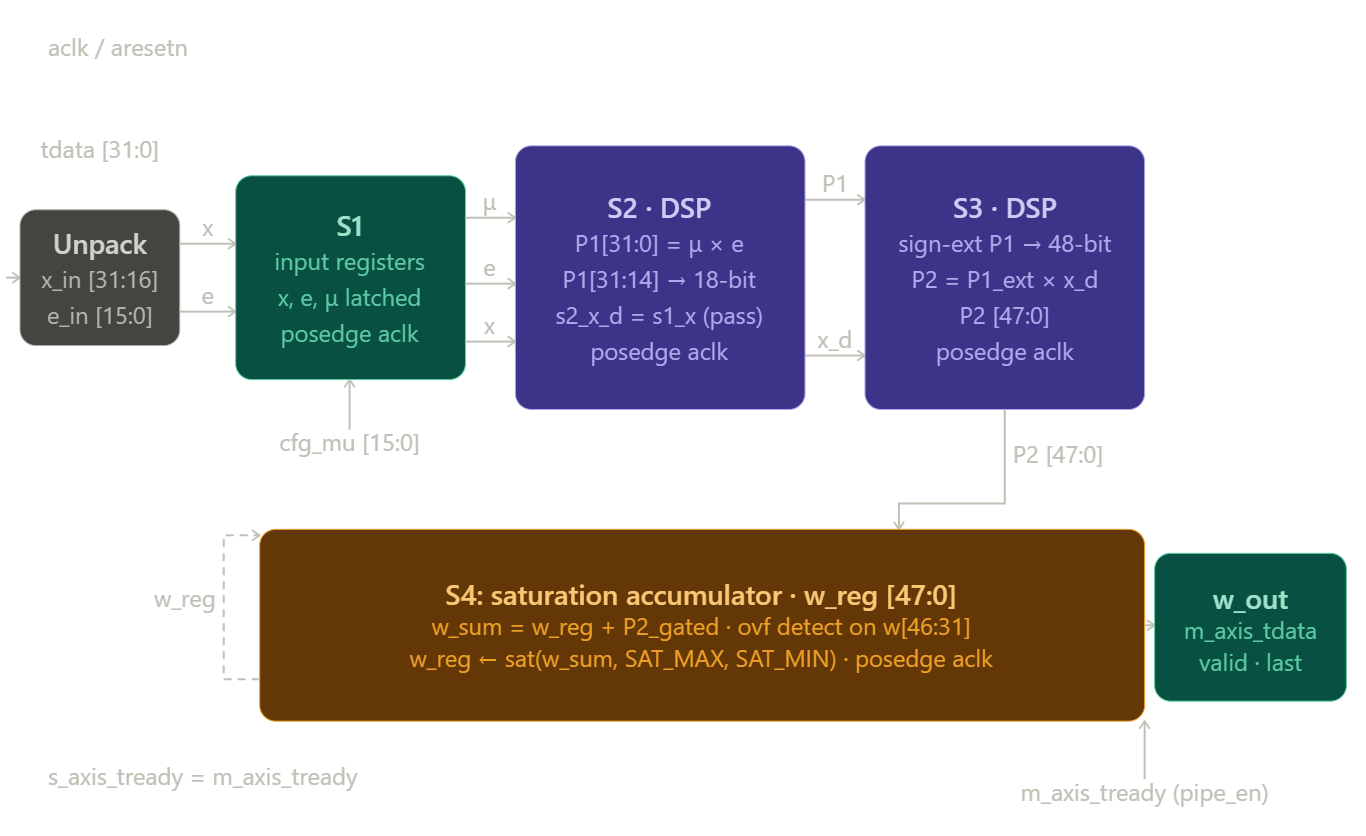 aclk / aresetn
tdata [31:0]
Unpack
x_in [31:16]
e_in [15:0]
x
e
S1
input registers
x, e, μ latched
posedge aclk
cfg_mu [15:0]
μ
e
x
S2 · DSP
P1[31:0] = μ × e
P1[31:14] → 18-bit
s2_x_d = s1_x (pass)
posedge aclk
P1
x_d
S3 · DSP
sign-ext P1 → 48-bit
P2 = P1_ext × x_d
P2 [47:0]
posedge aclk
P2 [47:0]
w_reg
S4: saturation accumulator · w_reg [47:0]
w_sum = w_reg + P2_gated · ovf detect on w[46:31]
w_reg ← sat(w_sum, SAT_MAX, SAT_MIN) · posedge aclk
w_out
m_axis_tdata
valid · last
s_axis_tready = m_axis_tready
m_axis_tready (pipe_en)